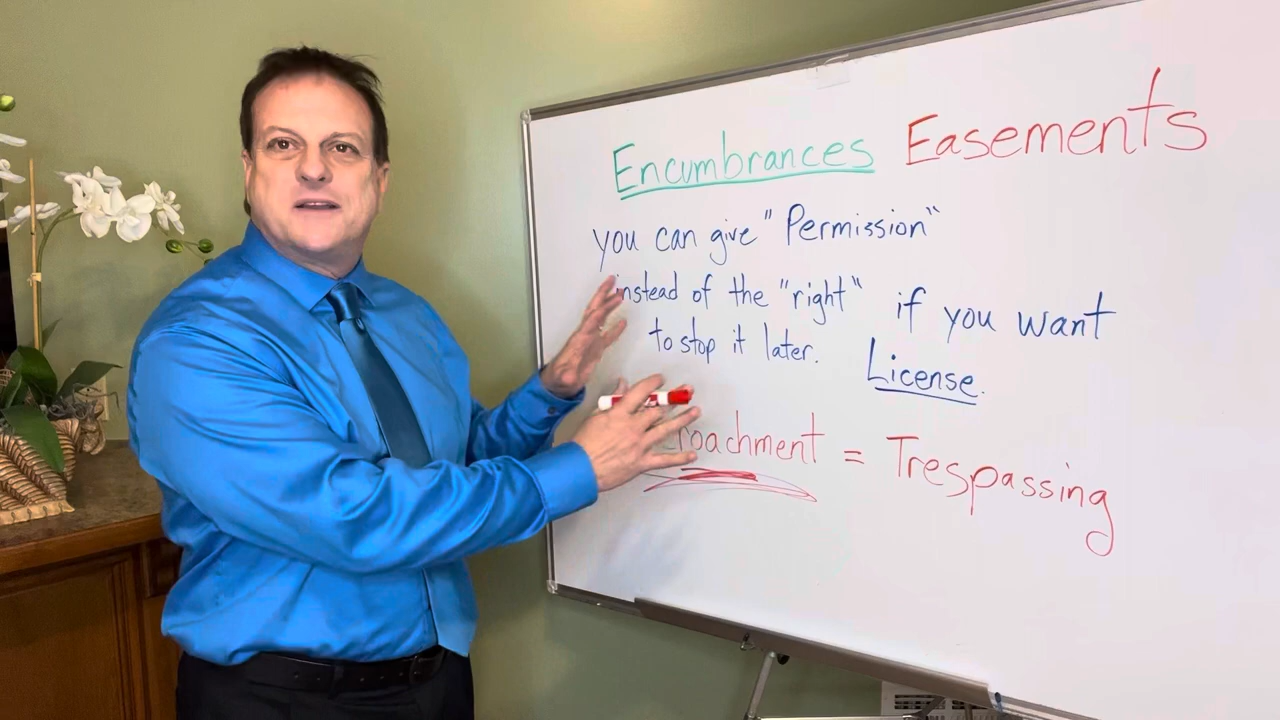 Encumbrances Easements
you can give "Permission"
instead of the "right" if you want
to stop it later. License.
= Trespassing